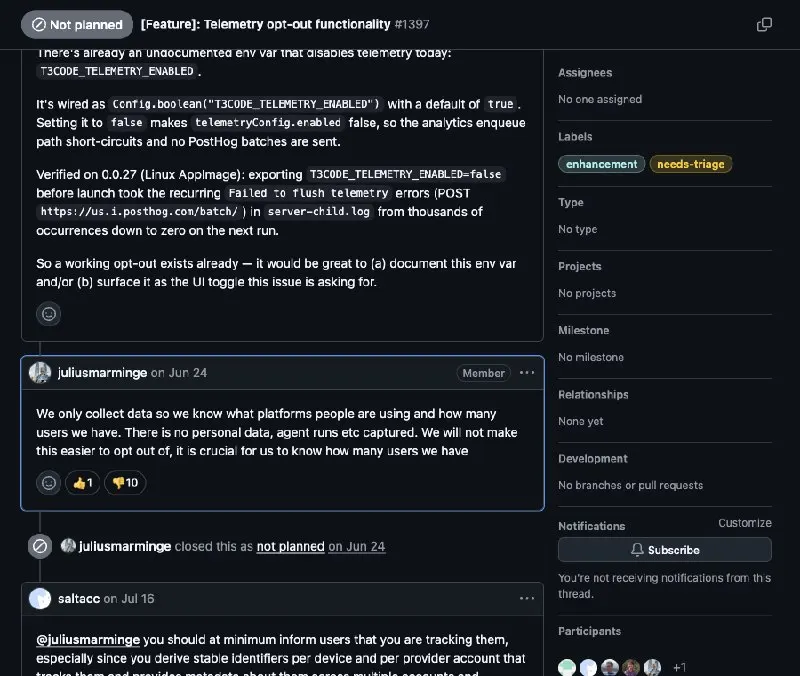 Not planned
[Feature]: Telemetry opt-out functionality #1397
There's already an undocumented env var that disables telemetry today:
T3CODE_TELEMETRY_ENABLED .
It's wired as Config.boolean("T3CODE_TELEMETRY_ENABLED") with a default of true .
Setting it to false makes telemetryConfig.enabled false, so the analytics enqueue
path short-circuits and no PostHog batches are sent.
Verified on 0.0.27 (Linux AppImage): exporting T3CODE_TELEMETRY_ENABLED=false
before launch took the recurring Failed to flush telemetry errors (POST
https://us.i.posthog.com/batch/ ) in server-child.log from thousands of
occurrences down to zero on the next run.
So a working opt-out exists already — it would be great to (a) document this env var
and/or (b) surface it as the UI toggle this issue is asking for.
juliusmarminge on Jun 24
Member
We only collect data so we know what platforms people are using and how many
users we have. There is no personal data, agent runs etc captured. We will not make
this easier to opt out of, it is crucial for us to know how many users we have
👍 1
👎 10
juliusmarminge closed this as not planned on Jun 24
saltacc on Jul 16
@juliusmarminge you should at minimum inform users that you are tracking them,
especially since you derive stable identifiers per device and per provider account that
tracks them and provides metadata about them across multiple accounts and
Assignees
No one assigned
Labels
enhancement
needs-triage
Type
No type
Projects
No projects
Milestone
No milestone
Relationships
None yet
Development
No branches or pull requests
Notifications
Customize
Subscribe
You're not receiving notifications from this
thread.
Participants
+1